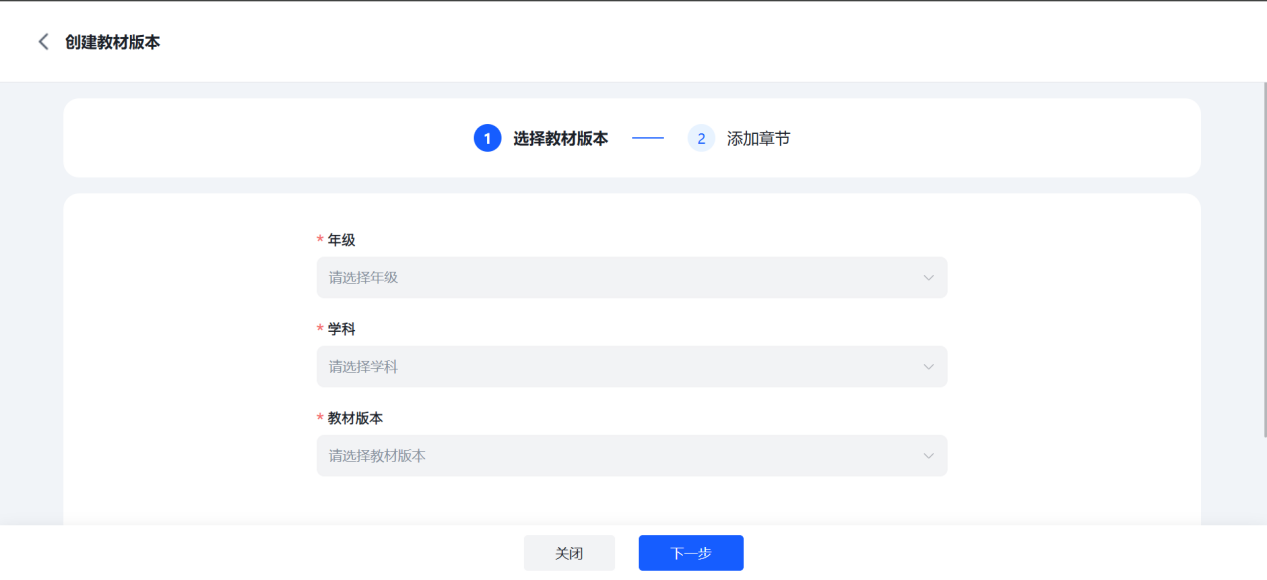 创建教材版本
1 选择教材版本 2 添加章节
* 年级
请选择年级
* 学科
请选择学科
* 教材版本
请选择教材版本
关闭 下一步